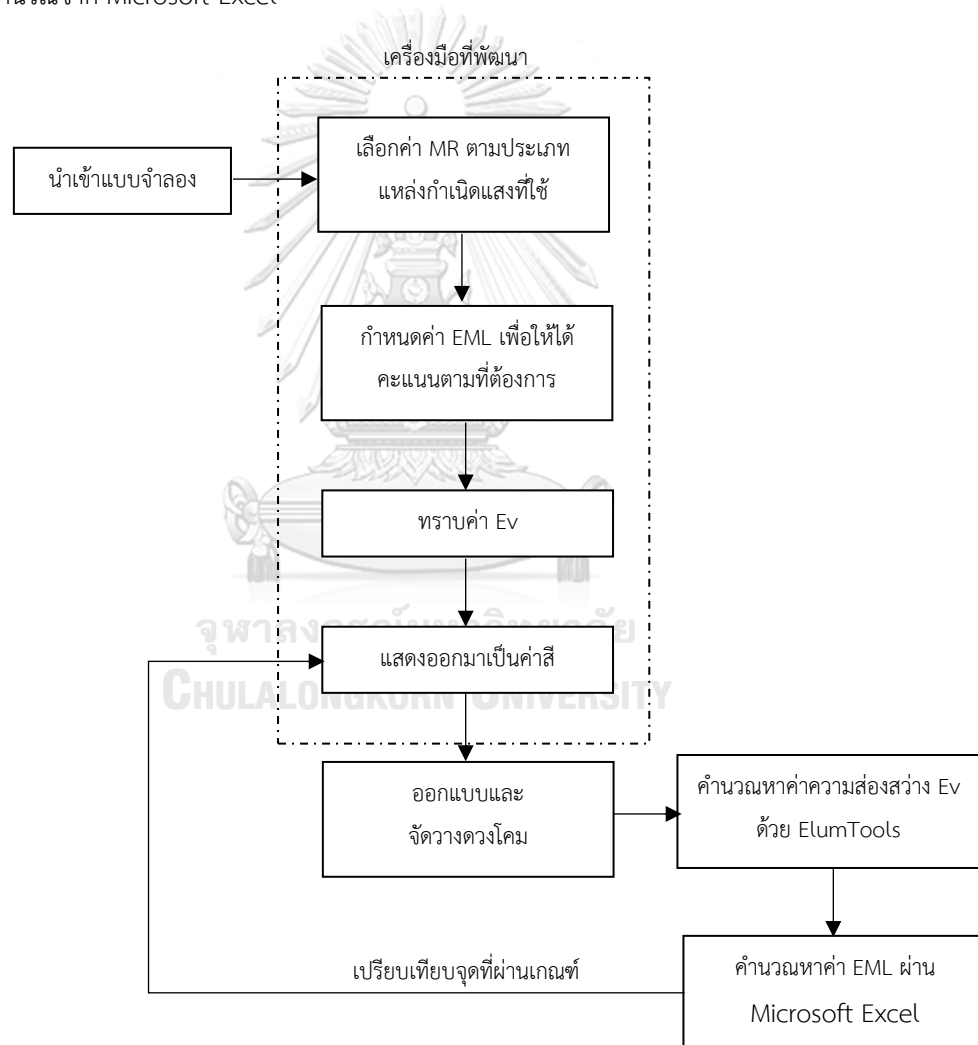 จาก Microsoft Excel
เครื่องมือที่พัฒนา
นำเข้าแบบจำลอง
เลือกค่า MR ตามประเภท
แหล่งกำเนิดแสงที่ใช้
กำหนดค่า EML เพื่อให้ได้
คะแนนตามที่ต้องการ
ทราบค่า Ev
จุฬาลงกรณ์มหาวิทยาลัย
แสดงออกมาเป็นค่าสี
CHULALONGKORN UNIVERSITY
ออกแบบและ
จัดวางดวงโคม
คำนวณหาค่าความส่องสว่าง Ev
ด้วย ElumTools
เปรียบเทียบจุดที่ผ่านเกณฑ์
คำนวณหาค่า EML ผ่าน
Microsoft Excel